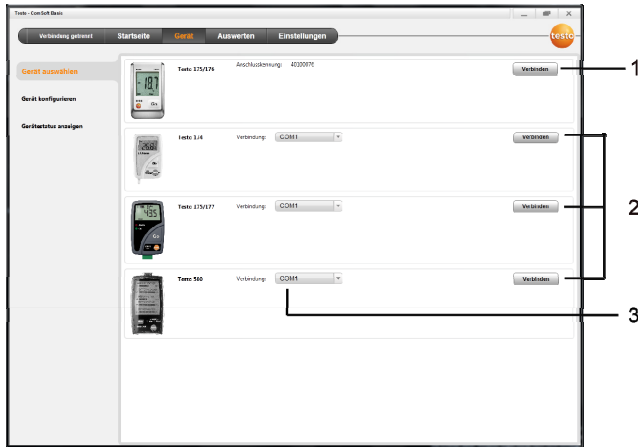 Testo - ComSoft Basis
Verbindung getrennt Startseite Gerät Auswerten Einstellungen testo
Gerät auswählen
Gerät konfigurieren
Gerätestatus anzeigen
Testo 175/176 Anschlusskennung: Verbinden 1
Testo 174 Verbindung: COM1 Verbinden
Testo 175/177 Verbindung: COM1 Verbinden 2
Testo 580 Verbindung: COM1 Verbinden
3